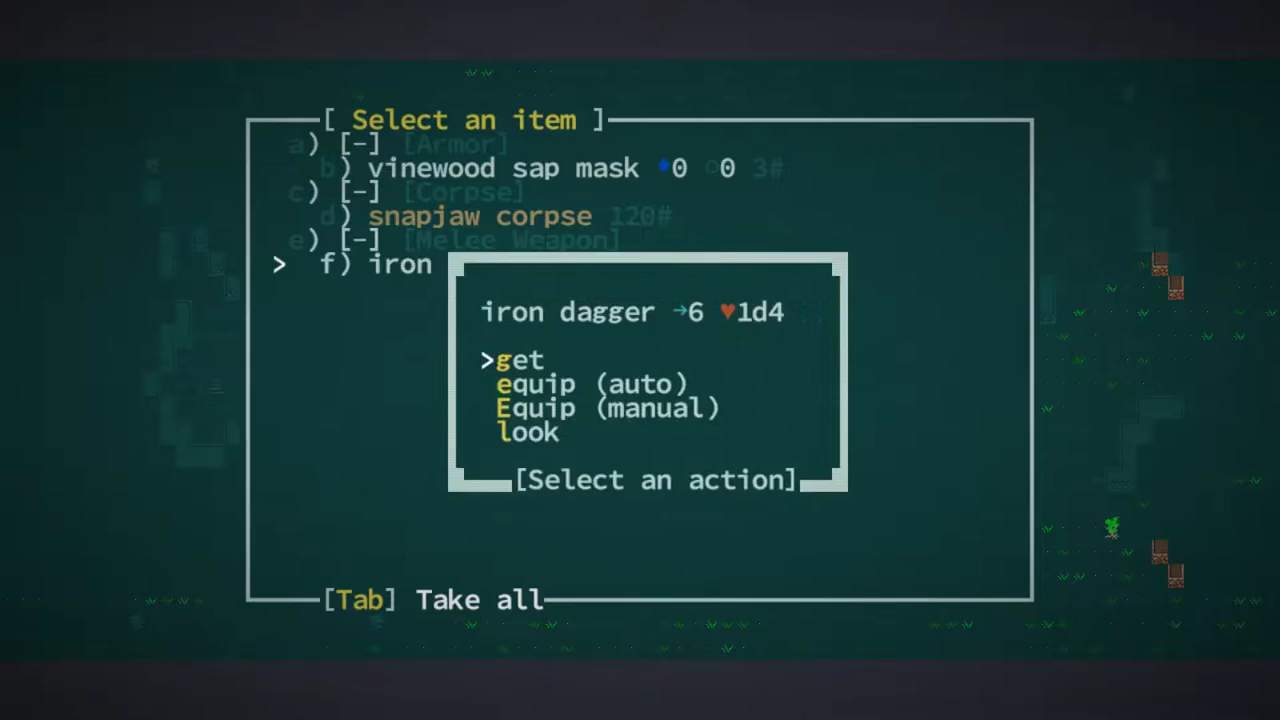 [ Select an item ]
a) [-] [Armor]
b) vinewood sap mask ♦0 ○0 3#
c) [-] [Corpse]
d) snapjaw corpse 120#
e) [-] [Melee Weapon]
> f) iron
iron dagger →6 ♥1d4
>get
equip (auto)
Equip (manual)
look
[Select an action]
[Tab] Take all